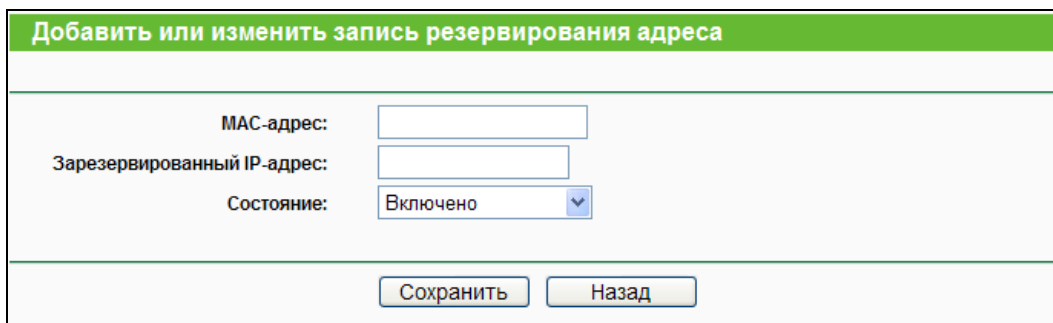 Добавить или изменить запись резервирования адреса
MAC-адрес:
Зарезервированный IP-адрес:
Состояние: Включено
Сохранить Назад